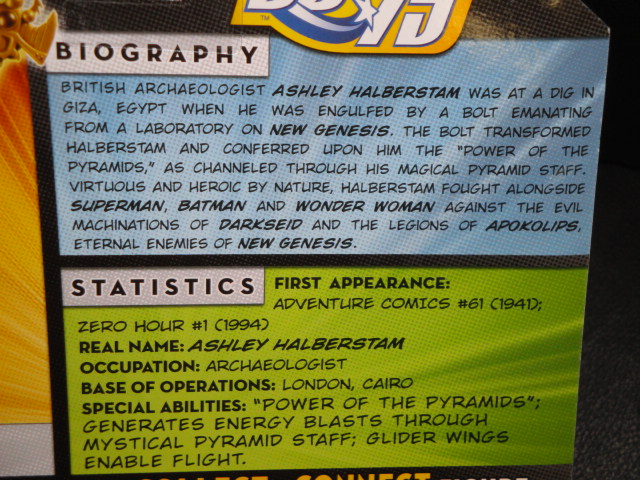 BIOGRAPHY
BRITISH ARCHAEOLOGIST ASHLEY HALBERSTAM WAS AT A DIG IN
GIZA, EGYPT WHEN HE WAS ENGULFED BY A BOLT EMANATING
FROM A LABORATORY ON NEW GENESIS. THE BOLT TRANSFORMED
HALBERSTAM AND CONFERRED UPON HIM THE "POWER OF THE
PYRAMIDS," AS CHANNELED THROUGH HIS MAGICAL PYRAMID STAFF.
VIRTUOUS AND HEROIC BY NATURE, HALBERSTAM FOUGHT ALONGSIDE
SUPERMAN, BATMAN AND WONDER WOMAN AGAINST THE EVIL
MACHINATIONS OF DARKSEID AND THE LEGIONS OF APOKOLIPS,
ETERNAL ENEMIES OF NEW GENESIS.
STATISTICS
FIRST APPEARANCE:
ADVENTURE COMICS #61 (1941);
ZERO HOUR #1 (1994)
REAL NAME: ASHLEY HALBERSTAM
OCCUPATION: ARCHAEOLOGIST
BASE OF OPERATIONS: LONDON, CAIRO
SPECIAL ABILITIES: "POWER OF THE PYRAMIDS";
GENERATES ENERGY BLASTS THROUGH
MYSTICAL PYRAMID STAFF; GLIDER WINGS
ENABLE FLIGHT.
COLLECT CONNECT FIGURE